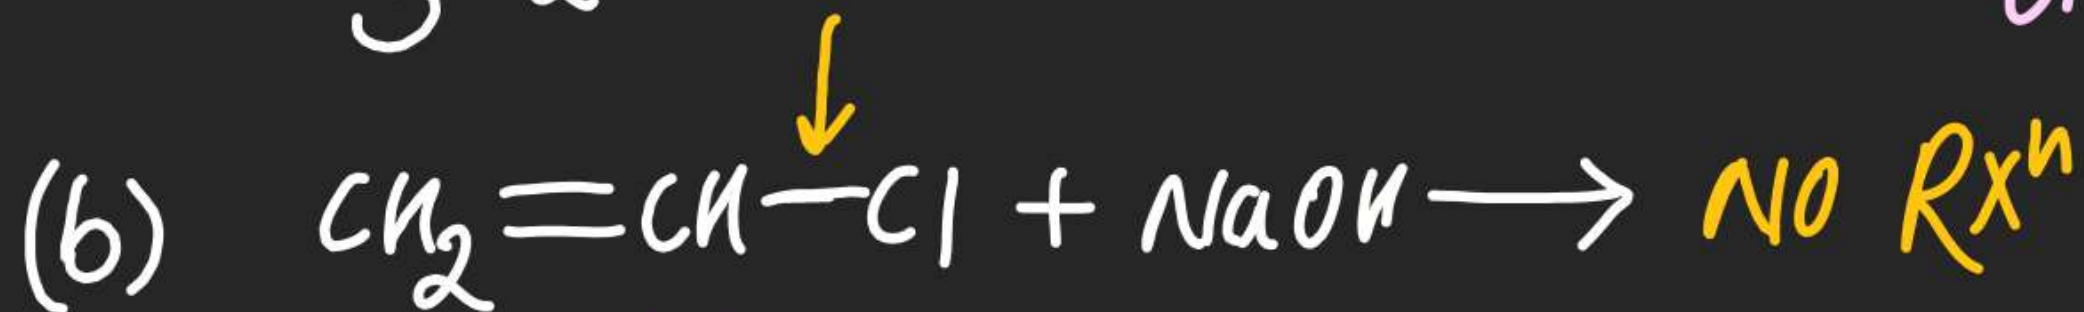 (b) CH₂=CH-Cl + NaOH → NO Rxⁿ